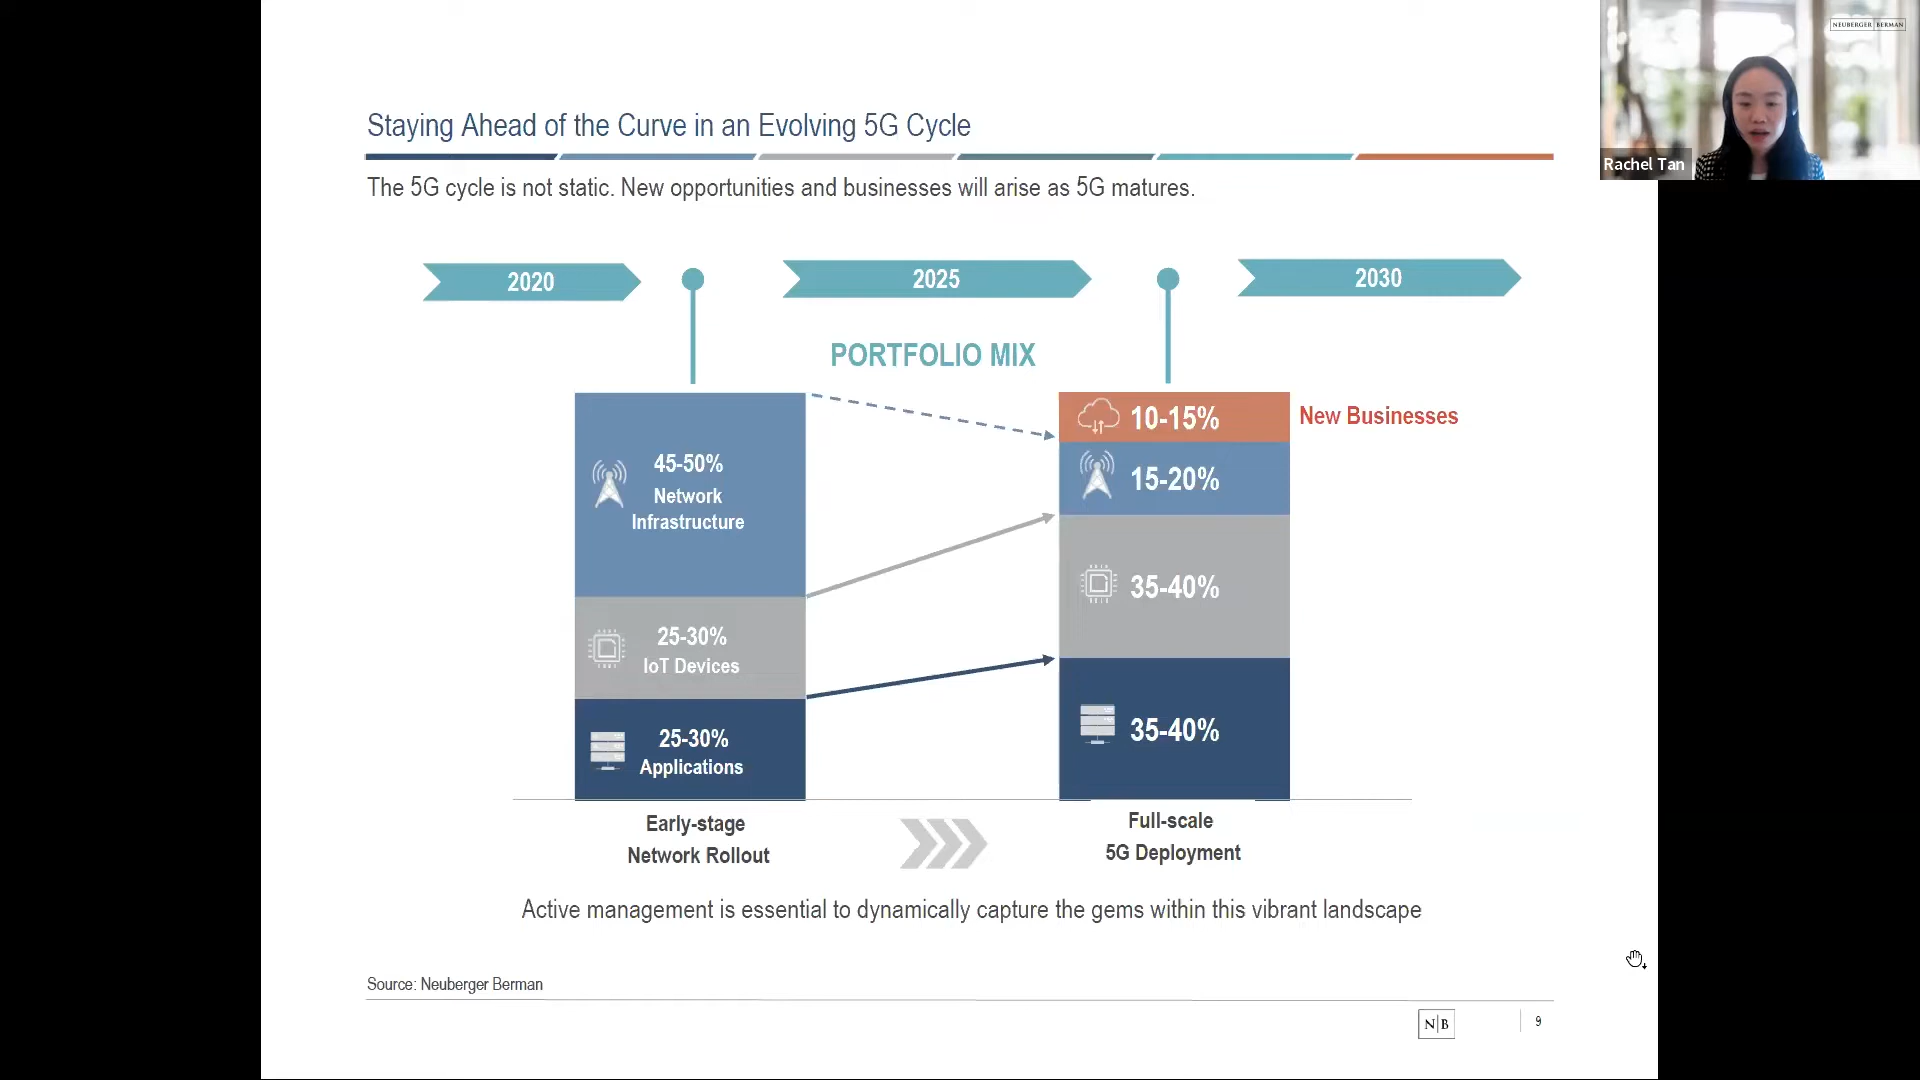 NEUBERGER BERMAN
Rachel Tan
Staying Ahead of the Curve in an Evolving 5G Cycle
The 5G cycle is not static. New opportunities and businesses will arise as 5G matures.
2020
2025
2030
PORTFOLIO MIX
45-50%
Network
Infrastructure
25-30%
IoT Devices
25-30%
Applications
10-15%
New Businesses
15-20%
35-40%
35-40%
Early-stage
Network Rollout
Full-scale
5G Deployment
Active management is essential to dynamically capture the gems within this vibrant landscape
Source: Neuberger Berman
N|B
9